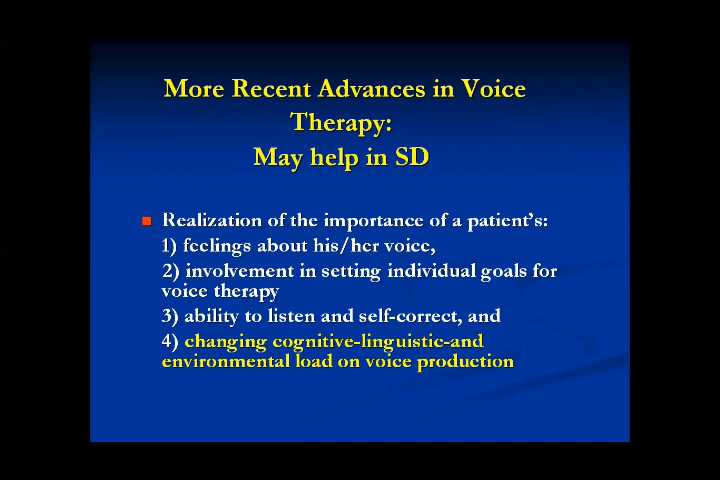 More Recent Advances in Voice
Therapy:
May help in SD
Realization of the importance of a patient's:
1) feelings about his/her voice,
2) involvement in setting individual goals for
voice therapy
3) ability to listen and self-correct, and
4) changing cognitive-linguistic-and
environmental load on voice production